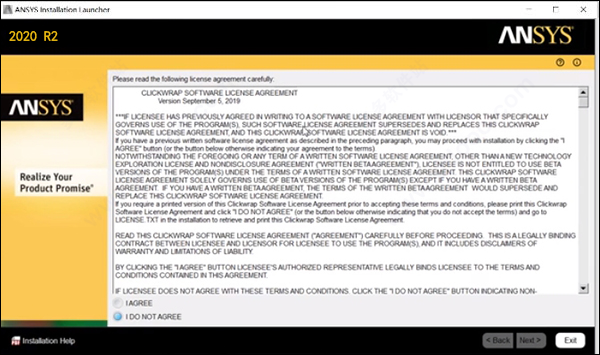 ANSYS Installation Launcher
2020 R2
ANSYS
Please read the following license agreement carefully:
ANSYS
Realize Your
Product Promise®
CLICKWRAP SOFTWARE LICENSE AGREEMENT
Version September 5, 2019
***IF LICENSEE HAS PREVIOUSLY AGREED IN WRITING TO A SOFTWARE LICENSE AGREEMENT WITH LICENSOR THAT SPECIFICALLY
GOVERNS USE OF THE PROGRAM(S), SUCH SOFTWARE LICENSE AGREEMENT SUPERSEDES AND REPLACES THIS CLICKWRAP
SOFTWARE LICENSE AGREEMENT, AND THIS CLICKWRAP SOFTWARE LICENSE AGREEMENT IS VOID.***
If you have a previous written software license agreement as described in the preceding paragraph, you may proceed with installation by clicking the "I
AGREE" button (or the button below otherwise indicating your agreement to the terms).
NOTWITHSTANDING THE FOREGOING OR ANY TERM OF A WRITTEN SOFTWARE LICENSE AGREEMENT, OTHER THAN A NEW TECHNOLOGY
EXPLORATION LICENSE AND NONDISCLOSURE AGREEMENT ("WRITTEN BETA AGREEMENT"), LICENSEE IS NOT ENTITLED TO USE BETA
VERSIONS OF THE PROGRAM(S) UNDER THE TERMS OF A WRITTEN SOFTWARE LICENSE AGREEMENT. THIS CLICKWRAP SOFTWARE
LICENSE AGREEMENT SOLELY GOVERNS USE OF BETA VERSIONS OF THE PROGRAM(S) EXCEPT IF YOU HAVE A WRITTEN BETA
AGREEMENT. IF YOU HAVE A WRITTEN BETA AGREEMENT, THE TERMS OF THE WRITTEN BETA AGREEMENT WOULD SUPERSEDE AND
REPLACE THIS CLICKWRAP SOFTWARE LICENSE AGREEMENT.
If you require a printed version of this Clickwrap Software License Agreement prior to accepting these terms and conditions, please print this Clickwrap
Software License Agreement and click "I DO NOT AGREE" (or the button below otherwise indicating that you do not accept the terms) and go to
LICENSE.TXT in the installation to retrieve and print this Clickwrap Software License Agreement.
READ THIS CLICKWRAP SOFTWARE LICENSE AGREEMENT ("AGREEMENT") CAREFULLY BEFORE PROCEEDING. THIS IS A LEGALLY BINDING
CONTRACT BETWEEN LICENSEE AND LICENSOR FOR LICENSEE TO USE THE PROGRAM(S), AND IT INCLUDES DISCLAIMERS OF
WARRANTY AND LIMITATIONS OF LIABILITY.
BY CLICKING THE "I AGREE" BUTTON LICENSEE'S AUTHORIZED REPRESENTATIVE LEGALLY BINDS LICENSEE TO THE TERMS AND
CONDITIONS CONTAINED IN THIS AGREEMENT.
IF LICENSEE DOES NOT AGREE WITH THESE TERMS AND CONDITIONS, CLICK THE "I DO NOT AGREE" BUTTON INDICATING NON-
I AGREE
I DO NOT AGREE
Installation Help
< Back
Next >
Exit